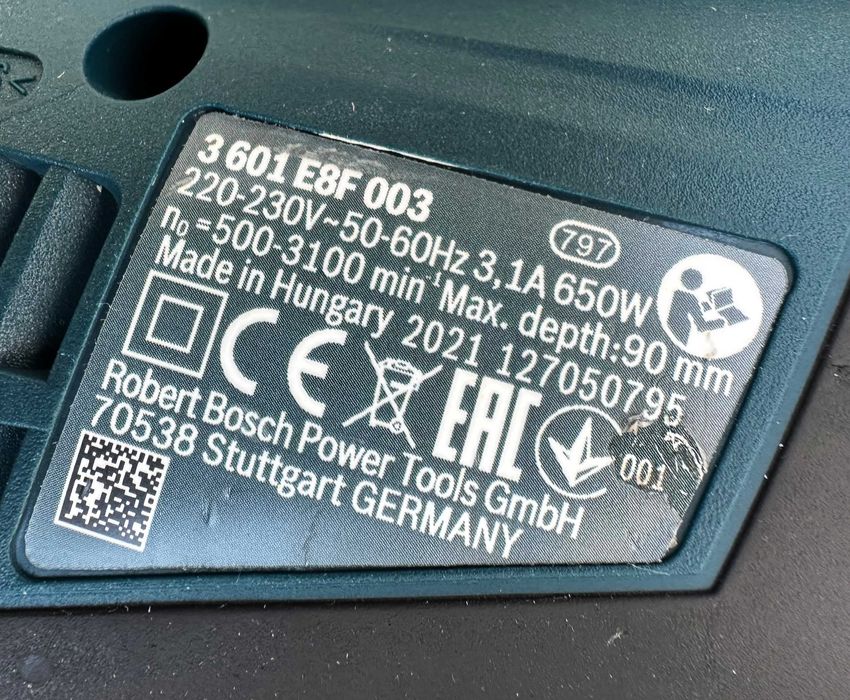 3 601 E8F 003
797
220-230V~50-60Hz 3,1A 650W
n₀ =500-3100 min⁻¹ Max. depth:90 mm
Made in Hungary 2021 127050795
CE EAC 001
Robert Bosch Power Tools GmbH
70538 Stuttgart GERMANY